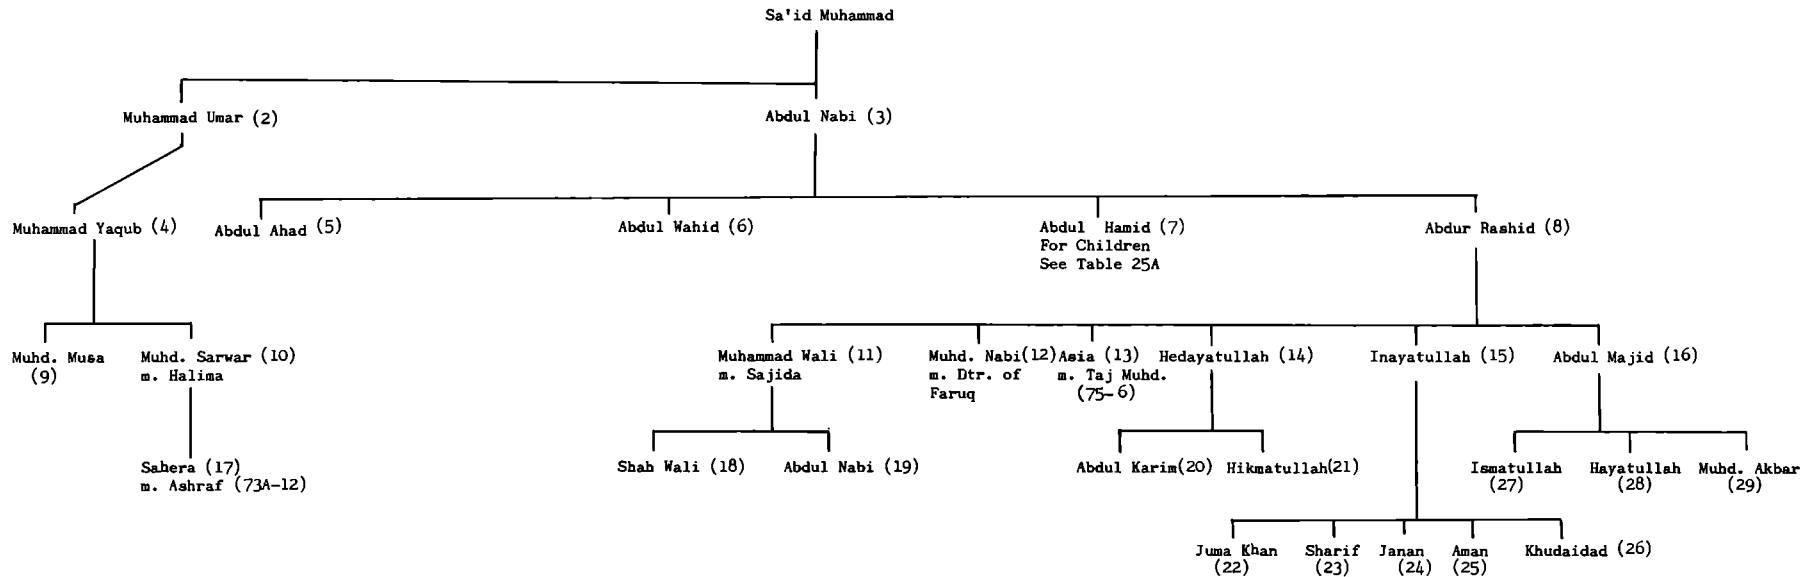 Sa'id Muhammad
Muhammad Umar (2)
Abdul Nabi (3)
Muhammad Yaqub (4)
Abdul Ahad (5)
Abdul Wahid (6)
Abdul Hamid (7)
For Children
See Table 25A
Abdur Rashid (8)
Muhd. Musa
(9)
Muhd. Sarwar (10)
m. Halima
Muhammad Wali (11)
m. Sajida
Muhd. Nabi (12)
m. Dtr. of
Faruq
Asia (13)
m. Taj Muhd.
(75-6)
Hedayatullah (14)
Inayatullah (15)
Abdul Majid (16)
Sahera (17)
m. Ashraf (73A-12)
Shah Wali (18)
Abdul Nabi (19)
Abdul Karim (20)
Hikmatullah (21)
Ismatullah
(27)
Hayatullah
(28)
Muhd. Akbar
(29)
Juma Khan
(22)
Sharif
(23)
Janan
(24)
Aman
(25)
Khudaidad (26)